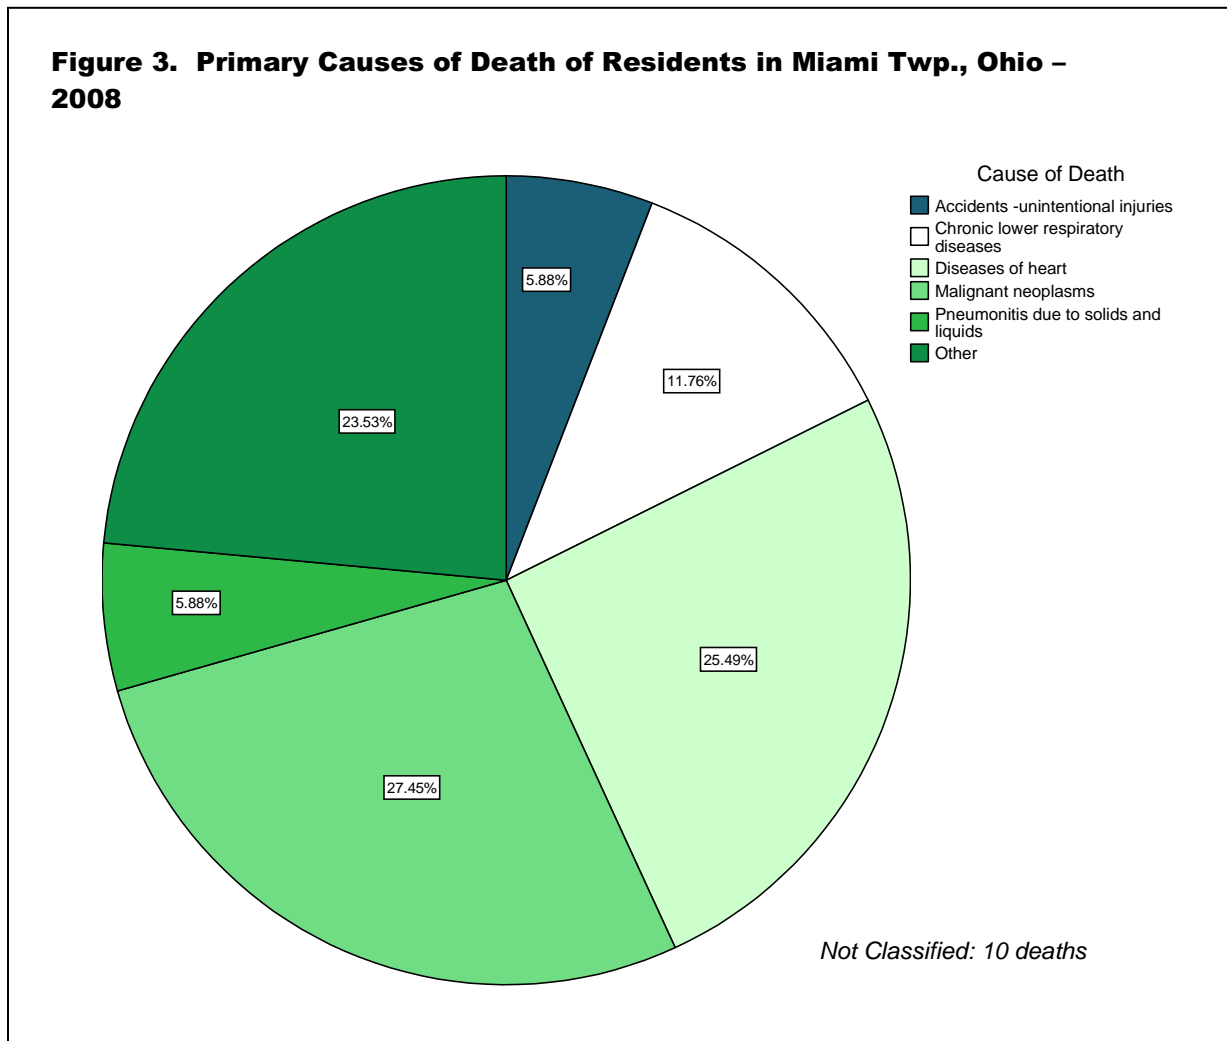 Figure 3. Primary Causes of Death of Residents in Miami Twp., Ohio –
2008
Cause of Death
Accidents -unintentional injuries
Chronic lower respiratory
diseases
Diseases of heart
Malignant neoplasms
Pneumonitis due to solids and
liquids
Other
5.88%
11.76%
23.53%
5.88%
25.49%
27.45%
Not Classified: 10 deaths